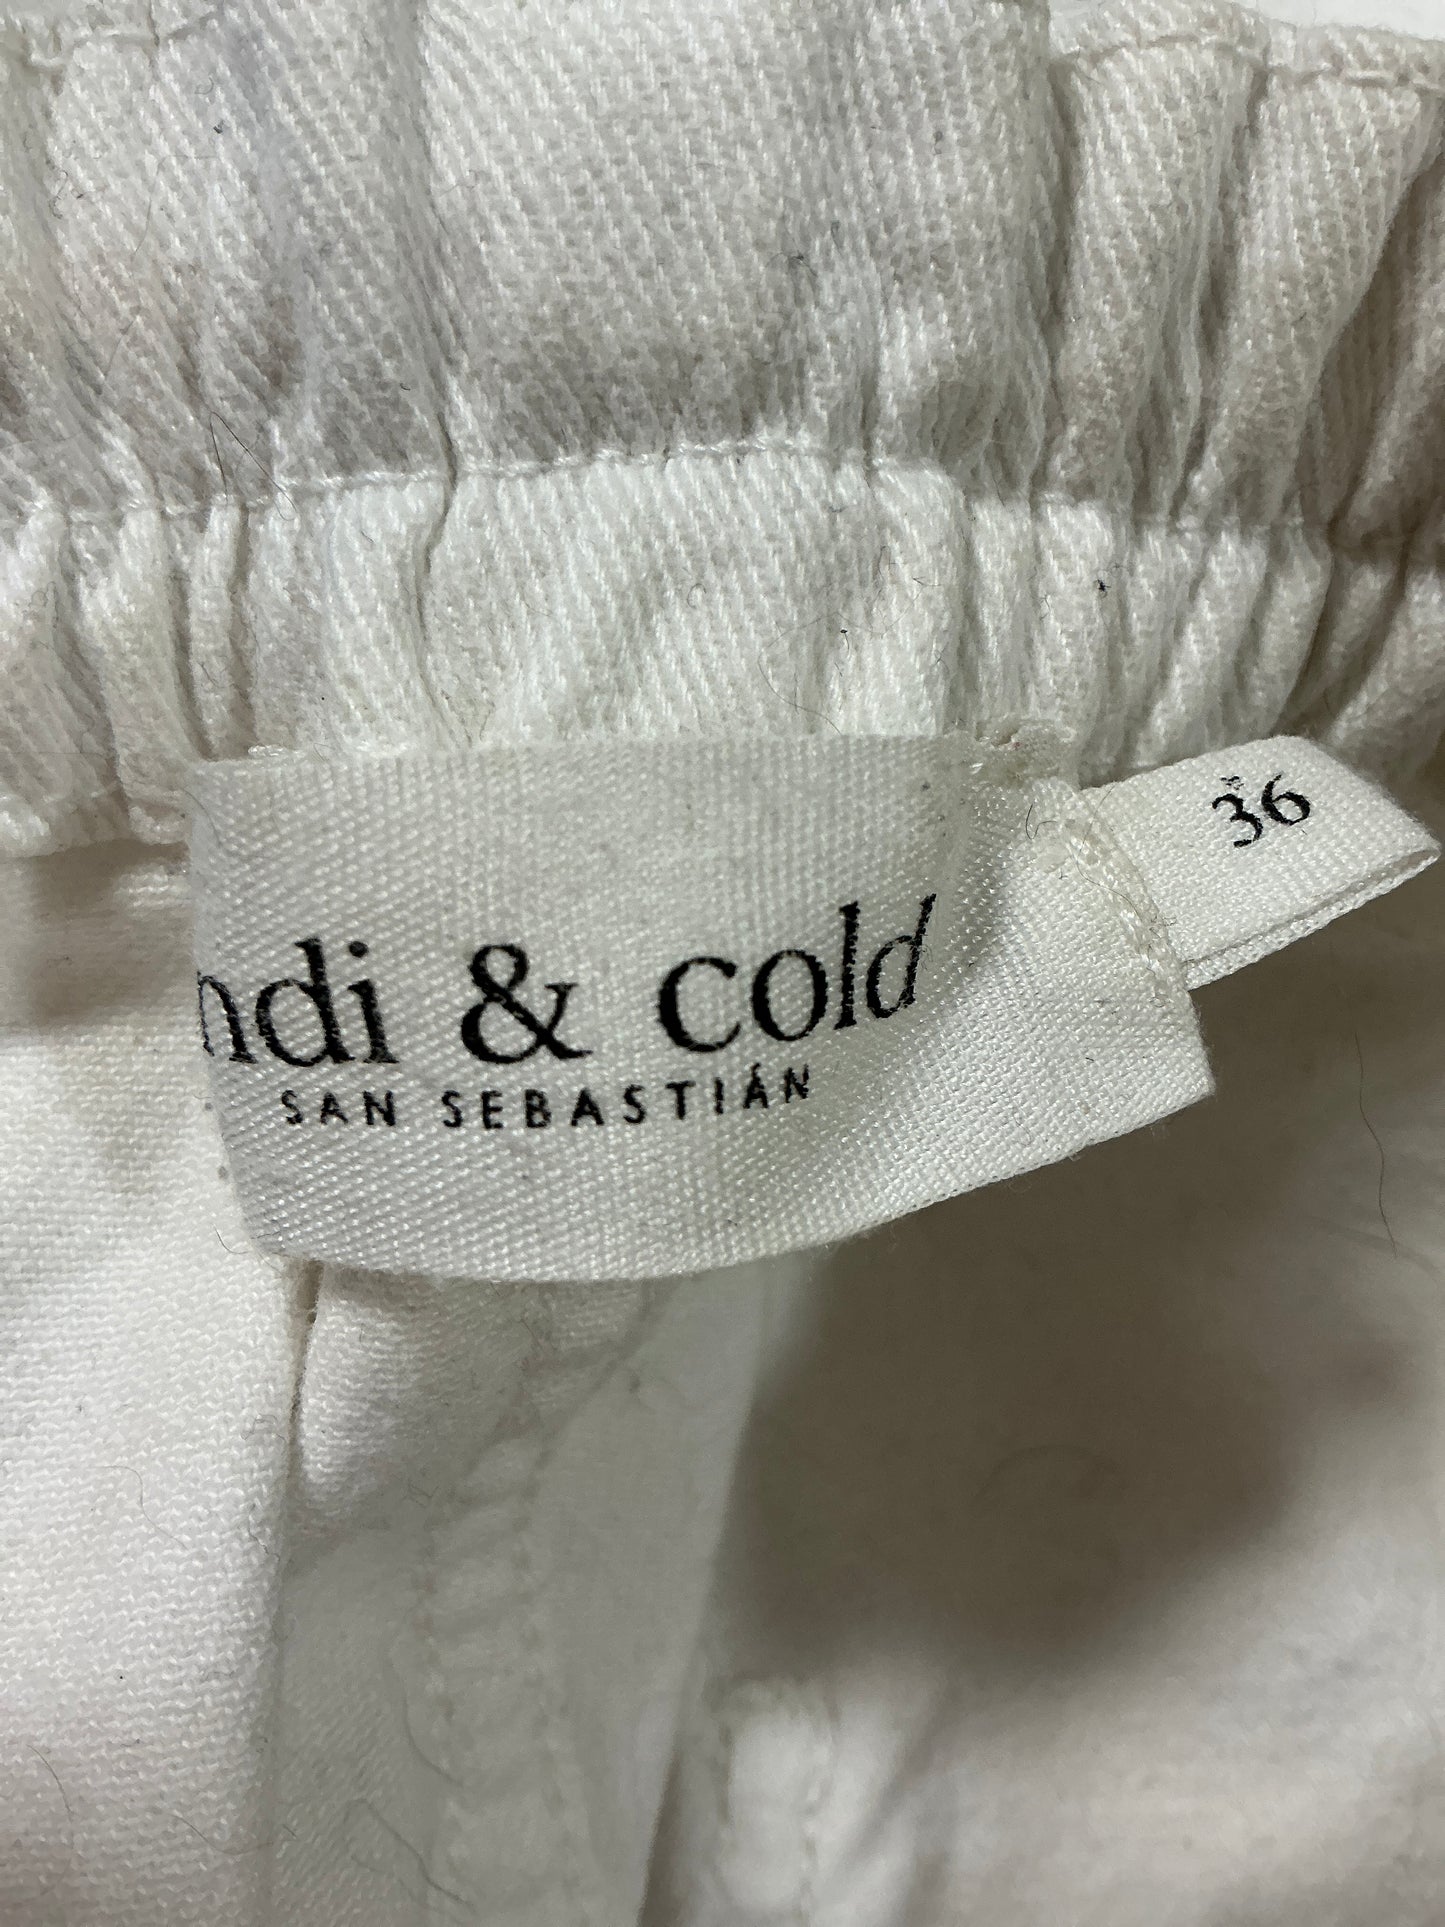 ndi & cold
SAN SEBASTIÁN
36